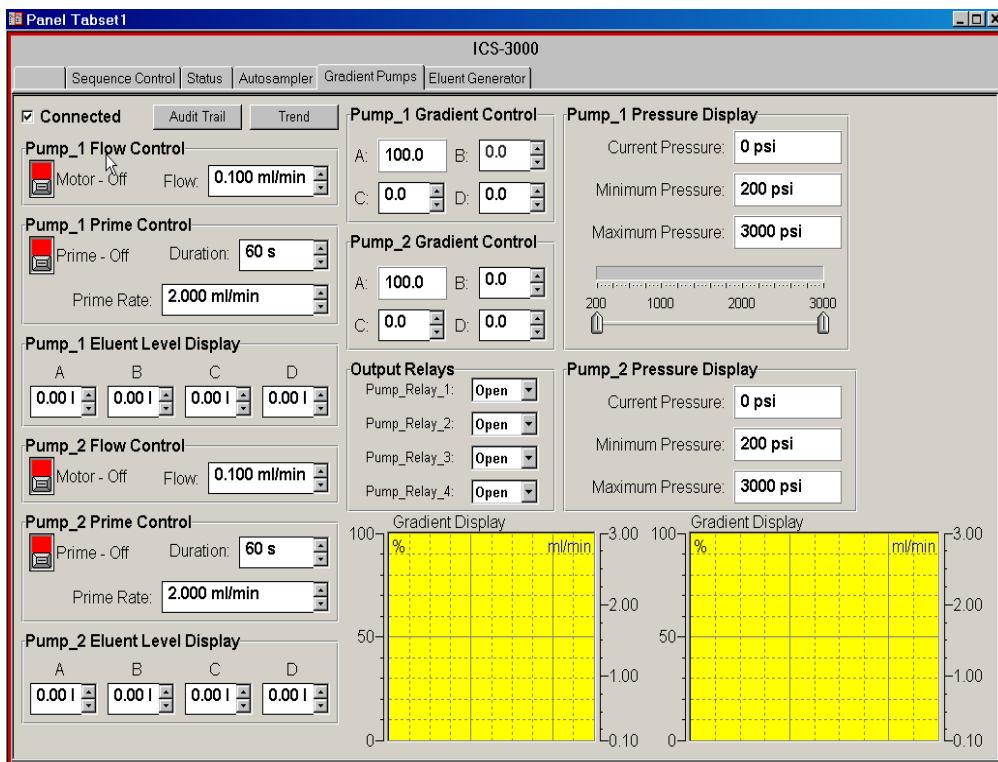 Panel Tabset1
ICS-3000
Sequence Control Status Autosampler Gradient Pumps Eluent Generator
Connected Audit Trail Trend
Pump_1 Flow Control
Motor - Off Flow: 0.100 ml/min
Pump_1 Prime Control
Prime - Off Duration: 60 s
Prime Rate: 2.000 ml/min
Pump_1 Eluent Level Display
A B C D
0.00 l 0.00 l 0.00 l 0.00 l
Pump_2 Flow Control
Motor - Off Flow: 0.100 ml/min
Pump_2 Prime Control
Prime - Off Duration: 60 s
Prime Rate: 2.000 ml/min
Pump_2 Eluent Level Display
A B C D
0.00 l 0.00 l 0.00 l 0.00 l
Pump_1 Gradient Control
A: 100.0 B: 0.0
C: 0.0 D: 0.0
Pump_2 Gradient Control
A: 100.0 B: 0.0
C: 0.0 D: 0.0
Output Relays
Pump_Relay_1: Open
Pump_Relay_2: Open
Pump_Relay_3: Open
Pump_Relay_4: Open
Pump_1 Pressure Display
Current Pressure: 0 psi
Minimum Pressure: 200 psi
Maximum Pressure: 3000 psi
200 1000 2000 3000
Pump_2 Pressure Display
Current Pressure: 0 psi
Minimum Pressure: 200 psi
Maximum Pressure: 3000 psi
Gradient Display
100 % ml/min 3.00
2.00
50
1.00
0 0.10
Gradient Display
100 % ml/min 3.00
2.00
50
1.00
0 0.10